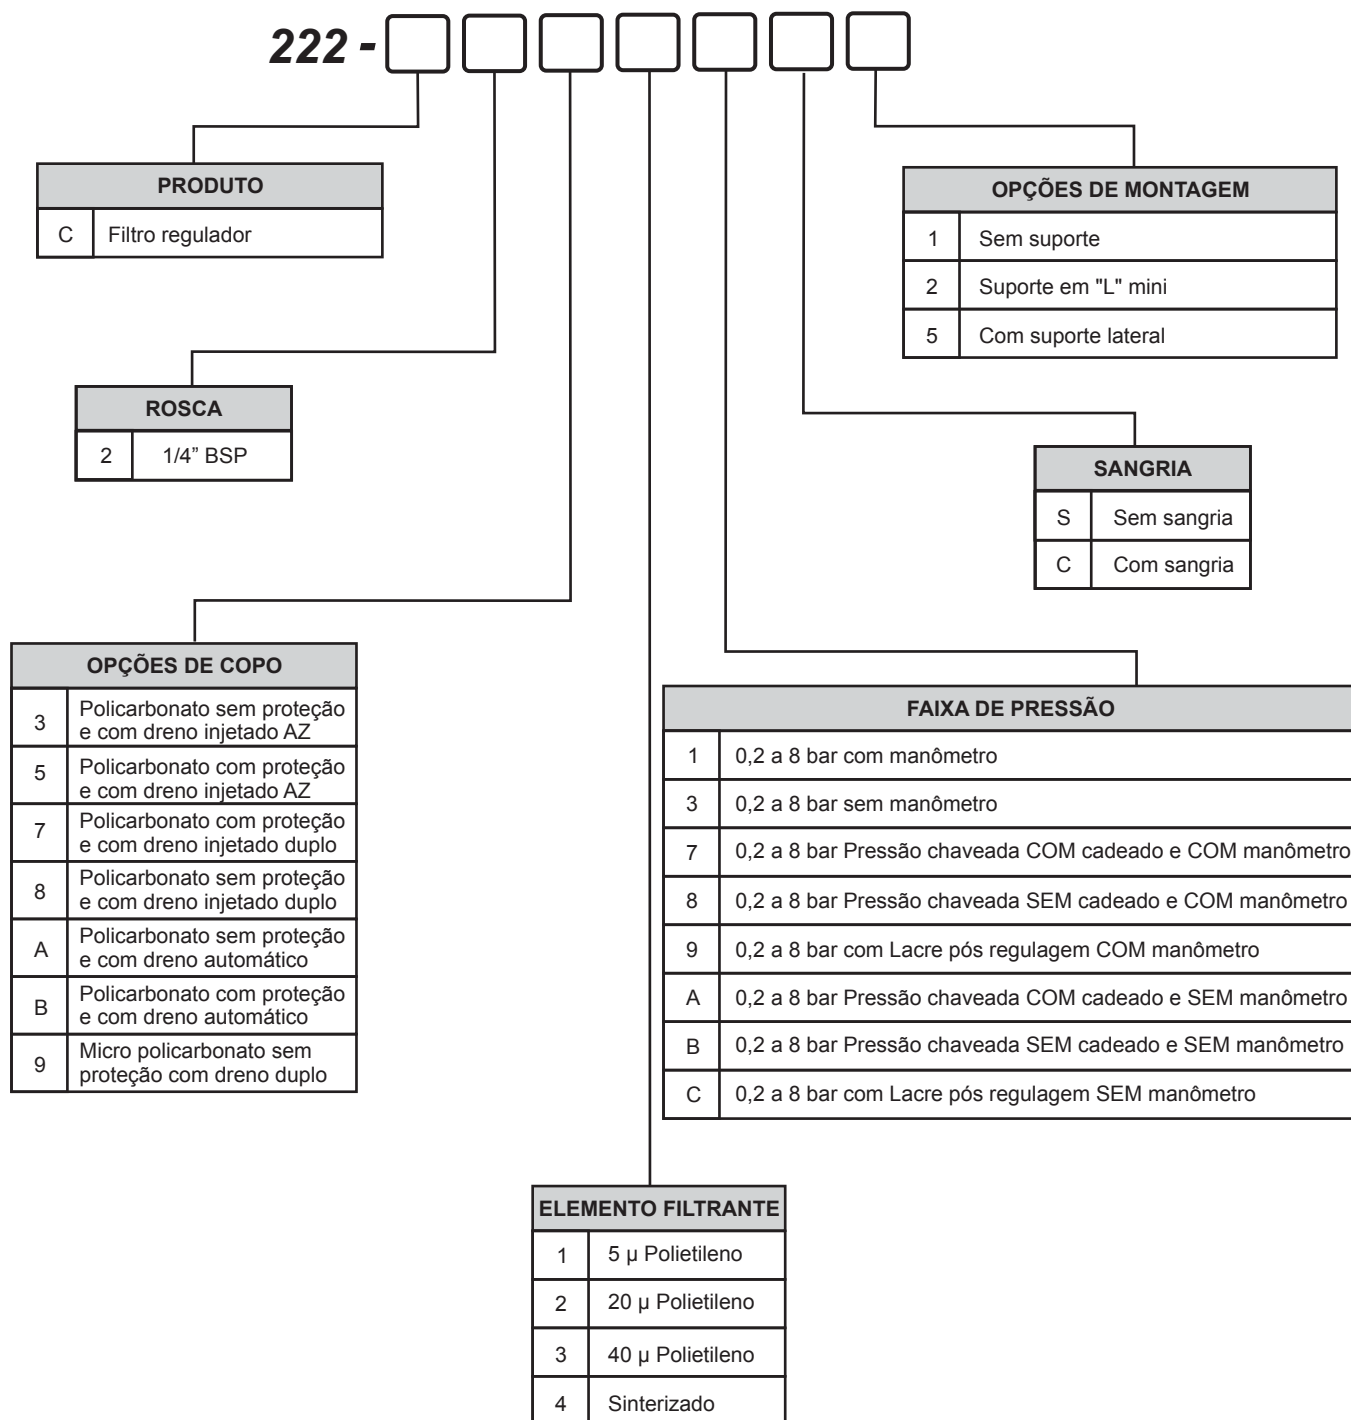 222 -
PRODUTO
C Filtro regulador
OPÇÕES DE MONTAGEM
1 Sem suporte
2 Suporte em "L" mini
5 Com suporte lateral
ROSCA
2 1/4” BSP
SANGRIA
S Sem sangria
C Com sangria
OPÇÕES DE COPO
3 Policarbonato sem proteção
e com dreno injetado AZ
5 Policarbonato com proteção
e com dreno injetado AZ
7 Policarbonato com proteção
e com dreno injetado duplo
8 Policarbonato sem proteção
e com dreno injetado duplo
A Policarbonato sem proteção
e com dreno automático
B Policarbonato com proteção
e com dreno automático
9 Micro policarbonato sem
proteção com dreno duplo
FAIXA DE PRESSÃO
1 0,2 a 8 bar com manômetro
3 0,2 a 8 bar sem manômetro
7 0,2 a 8 bar Pressão chaveada COM cadeado e COM manômetro
8 0,2 a 8 bar Pressão chaveada SEM cadeado e COM manômetro
9 0,2 a 8 bar com Lacre pós regulagem COM manômetro
A 0,2 a 8 bar Pressão chaveada COM cadeado e SEM manômetro
B 0,2 a 8 bar Pressão chaveada SEM cadeado e SEM manômetro
C 0,2 a 8 bar com Lacre pós regulagem SEM manômetro
ELEMENTO FILTRANTE
1 5 µ Polietileno
2 20 µ Polietileno
3 40 µ Polietileno
4 Sinterizado